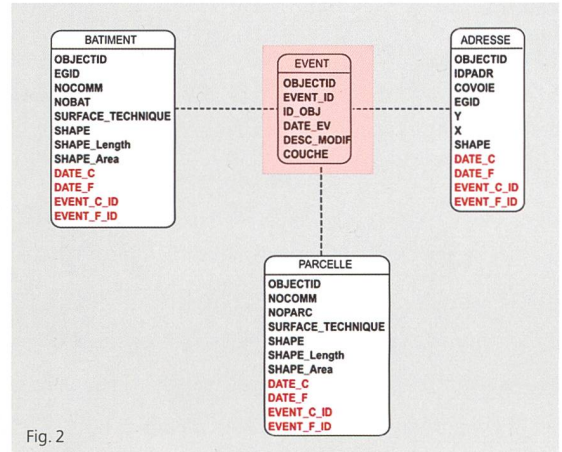 BATIMENT
OBJECTID
EGID
NOCOMM
NOBAT
SURFACE_TECHNIQUE
SHAPE
SHAPE_Length
SHAPE_Area
DATE_C
DATE_F
EVENT_C_ID
EVENT_F_ID
EVENT
OBJECTID
EVENT_ID
ID_OBJ
DATE_EV
DESC_MODIF
COUCHE
ADRESSE
OBJECTID
IDPADR
COVOIE
EGID
Y
X
SHAPE
DATE_C
DATE_F
EVENT_C_ID
EVENT_F_ID
PARCELLE
OBJECTID
NOCOMM
NOPARC
SURFACE_TECHNIQUE
SHAPE
SHAPE_Length
SHAPE_Area
DATE_C
DATE_F
EVENT_C_ID
EVENT_F_ID
Fig. 2